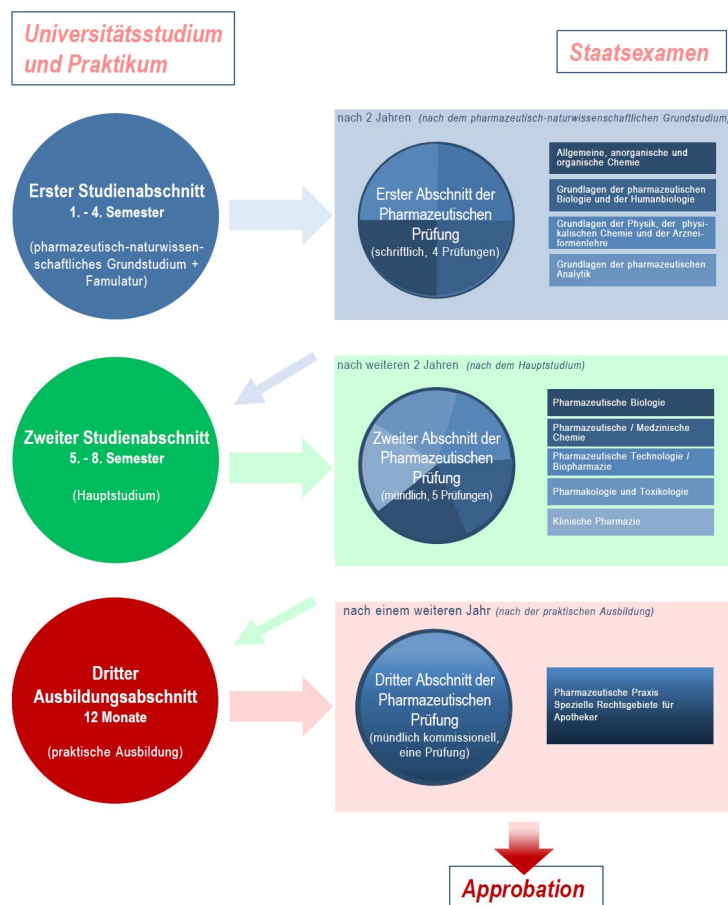 Universitätsstudium
und Praktikum
Staatsexamen
Erster Studienabschnitt
1. - 4. Semester
(pharmazeutisch-naturwissen-
schaftliches Grundstudium +
Famulatur)
nach 2 Jahren (nach dem pharmazeutisch-naturwissenschaftlichen Grundstudium)
Erster Abschnitt der
Pharmazeutischen
Prüfung
(schriftlich, 4 Prüfungen)
Allgemeine, anorganische und
organische Chemie
Grundlagen der pharmazeutischen
Biologie und der Humanbiologie
Grundlagen der Physik, der physi-
kalischen Chemie und der Arznei-
formenlehre
Grundlagen der pharmazeutischen
Analytik
Zweiter Studienabschnitt
5. - 8. Semester
(Hauptstudium)
nach weiteren 2 Jahren (nach dem Hauptstudium)
Zweiter Abschnitt der
Pharmazeutischen
Prüfung
(mündlich, 5 Prüfungen)
Pharmazeutische Biologie
Pharmazeutische / Medzinische
Chemie
Pharmazeutische Technologie /
Biopharmazie
Pharmakologie und Toxikologie
Klinische Pharmazie
Dritter
Ausbildungsabschnitt
12 Monate
(praktische Ausbildung)
nach einem weiteren Jahr (nach der praktischen Ausbildung)
Dritter Abschnitt der
Pharmazeutischen
Prüfung
(mündlich kommissionell,
eine Prüfung)
Pharmazeutische Praxis
Spezielle Rechtsgebiete für
Apotheker
Approbation